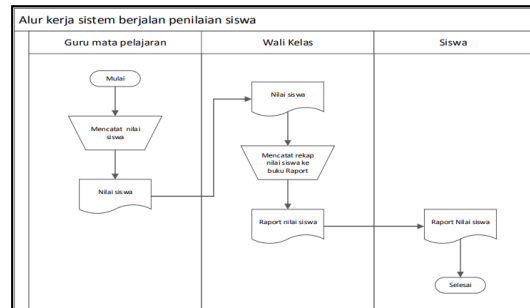 Alur kerja sistem berjalan penilaian siswa
Guru mata pelajaran
Wali Kelas
Siswa
Mulai
Mencatat nilai
siswa
Nilai siswa
Nilai siswa
Mencatat rekap
nilai siswa ke
buku Raport
Raport nilai siswa
Raport Nilai siswa
Selesai